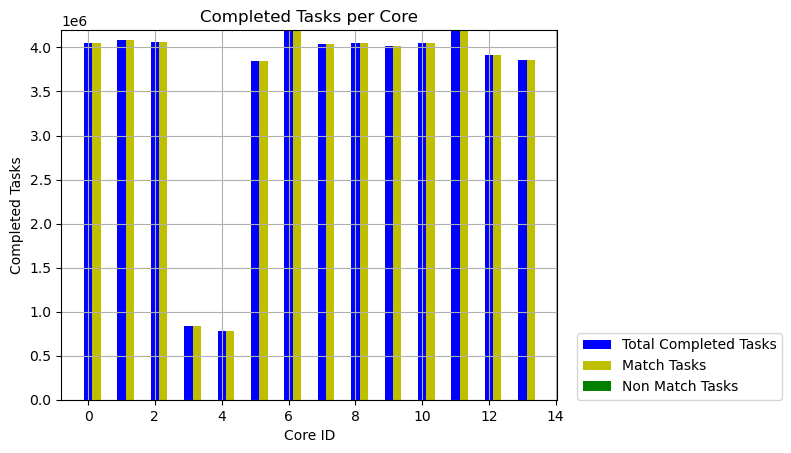 Completed Tasks per Core
1e6
4.0
3.5
3.0
2.5
2.0
1.5
1.0
0.5
0.0
Completed Tasks
0 2 4 6 8 10 12 14
Core ID
Total Completed Tasks
Match Tasks
Non Match Tasks